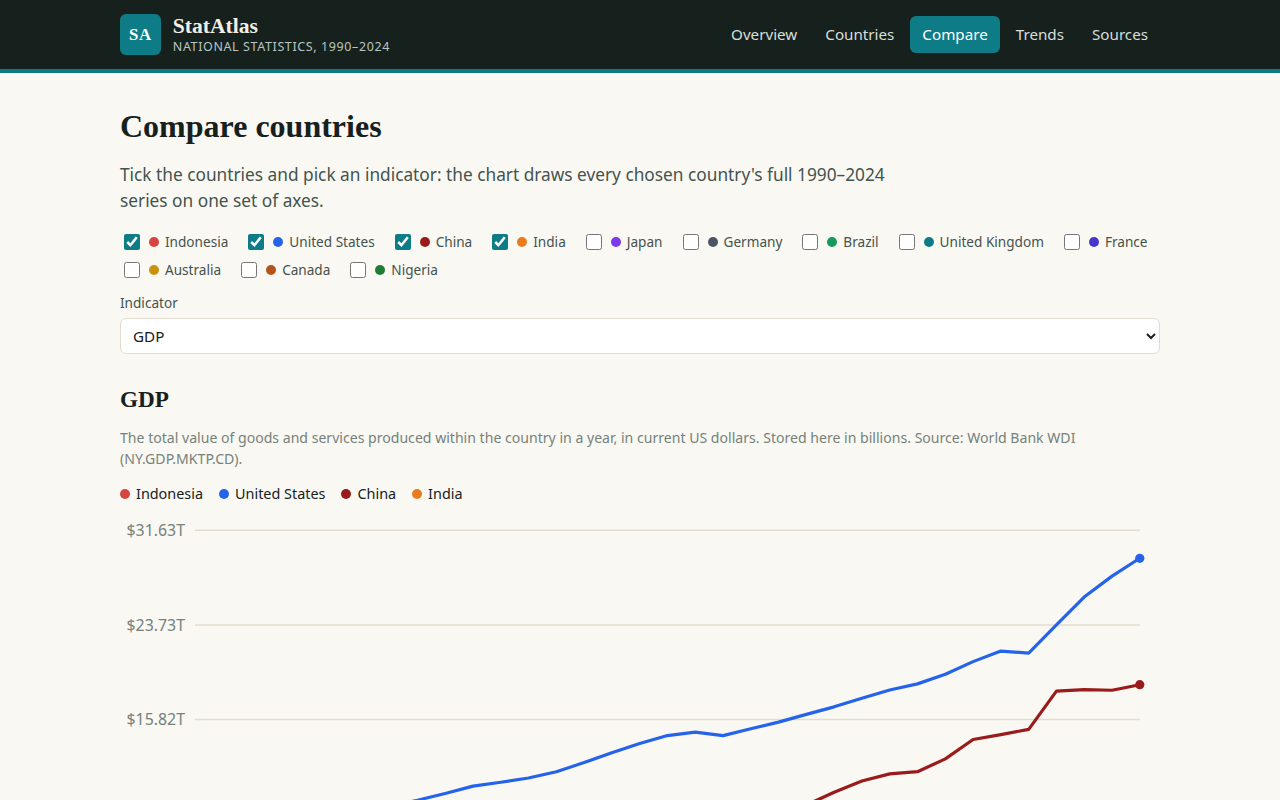 SA
StatAtlas
NATIONAL STATISTICS, 1990–2024
Overview Countries Compare Trends Sources
Compare countries
Tick the countries and pick an indicator: the chart draws every chosen country's full 1990–2024
series on one set of axes.
Indonesia United States China India Japan Germany Brazil United Kingdom France
Australia Canada Nigeria
Indicator
GDP
GDP
The total value of goods and services produced within the country in a year, in current US dollars. Stored here in billions. Source: World Bank WDI
(NY.GDP.MKTP.CD).
Indonesia United States China India
$31.63T
$23.73T
$15.82T